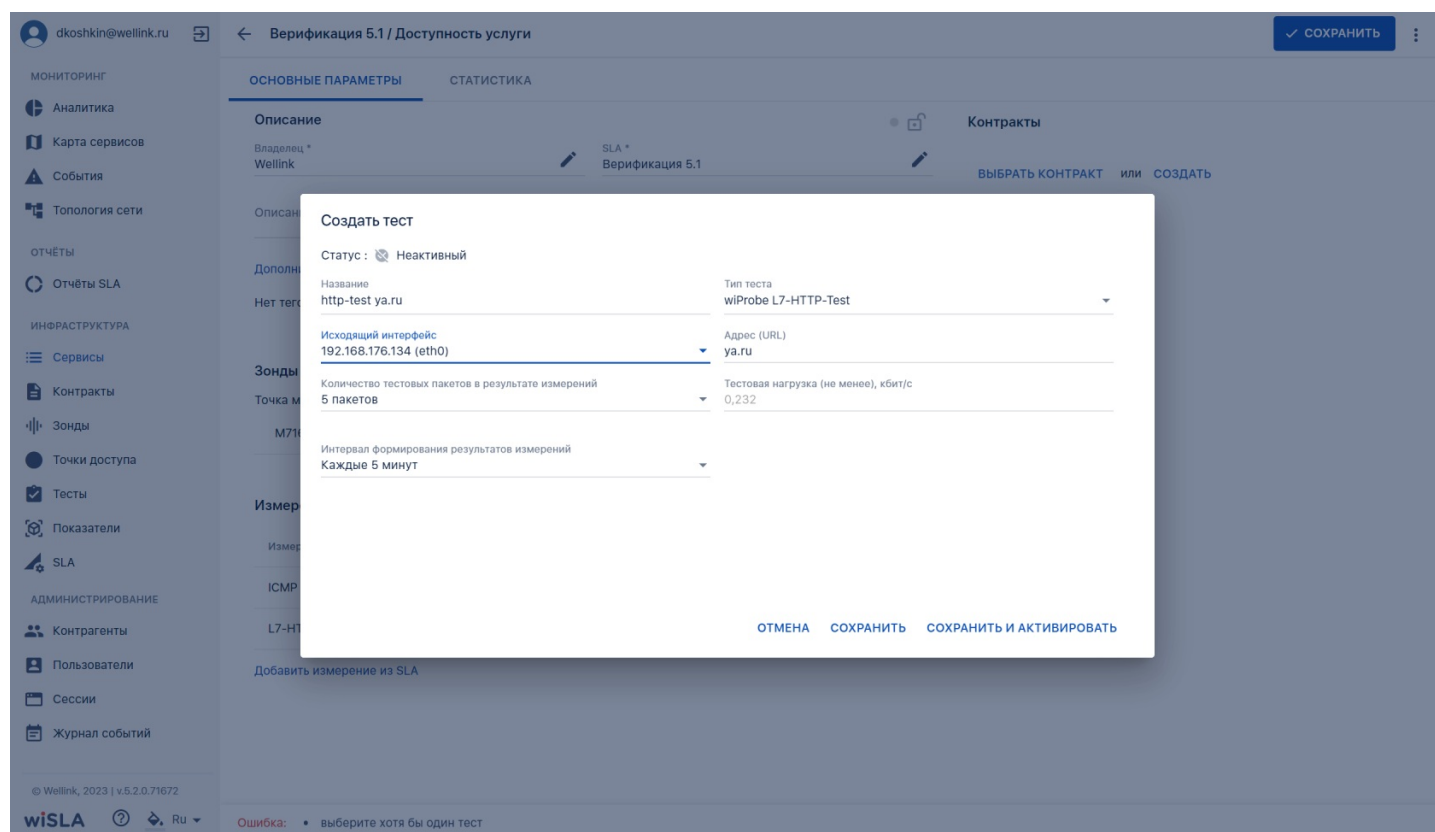 dkoshkin@wellink.ru
Верификация 5.1 / Доступность услуги
СОХРАНИТЬ
МОНИТОРИНГ
Аналитика
Карта сервисов
События
Топология сети
ОТЧЁТЫ
Отчёты SLA
ИНФРАСТРУКТУРА
Сервисы
Контракты
Зонды
Точки доступа
Тесты
Показатели
SLA
АДМИНИСТРИРОВАНИЕ
Контрагенты
Пользователи
Сессии
Журнал событий
© Wellink, 2023 | v.5.2.0.71672
wiSLA
Ru
ОСНОВНЫЕ ПАРАМЕТРЫ СТАТИСТИКА
Описание
Контракты
Владелец * SLA *
Wellink Верификация 5.1
ВЫБРАТЬ КОНТРАКТ или СОЗДАТЬ
Описан
Дополн
Нет тего
Зонды
Точка м
M716
Измер
Измер
ICMP
L7-HT
Добавить измерение из SLA
Создать тест
Статус : Неактивный
Название Тип теста
http-test ya.ru wiProbe L7-HTTP-Test
Исходящий интерфейс Адрес (URL)
192.168.176.134 (eth0) ya.ru
Количество тестовых пакетов в результате измерений Тестовая нагрузка (не менее), кбит/с
5 пакетов 0,232
Интервал формирования результатов измерений
Каждые 5 минут
ОТМЕНА СОХРАНИТЬ СОХРАНИТЬ И АКТИВИРОВАТЬ
Ошибка: • выберите хотя бы один тест